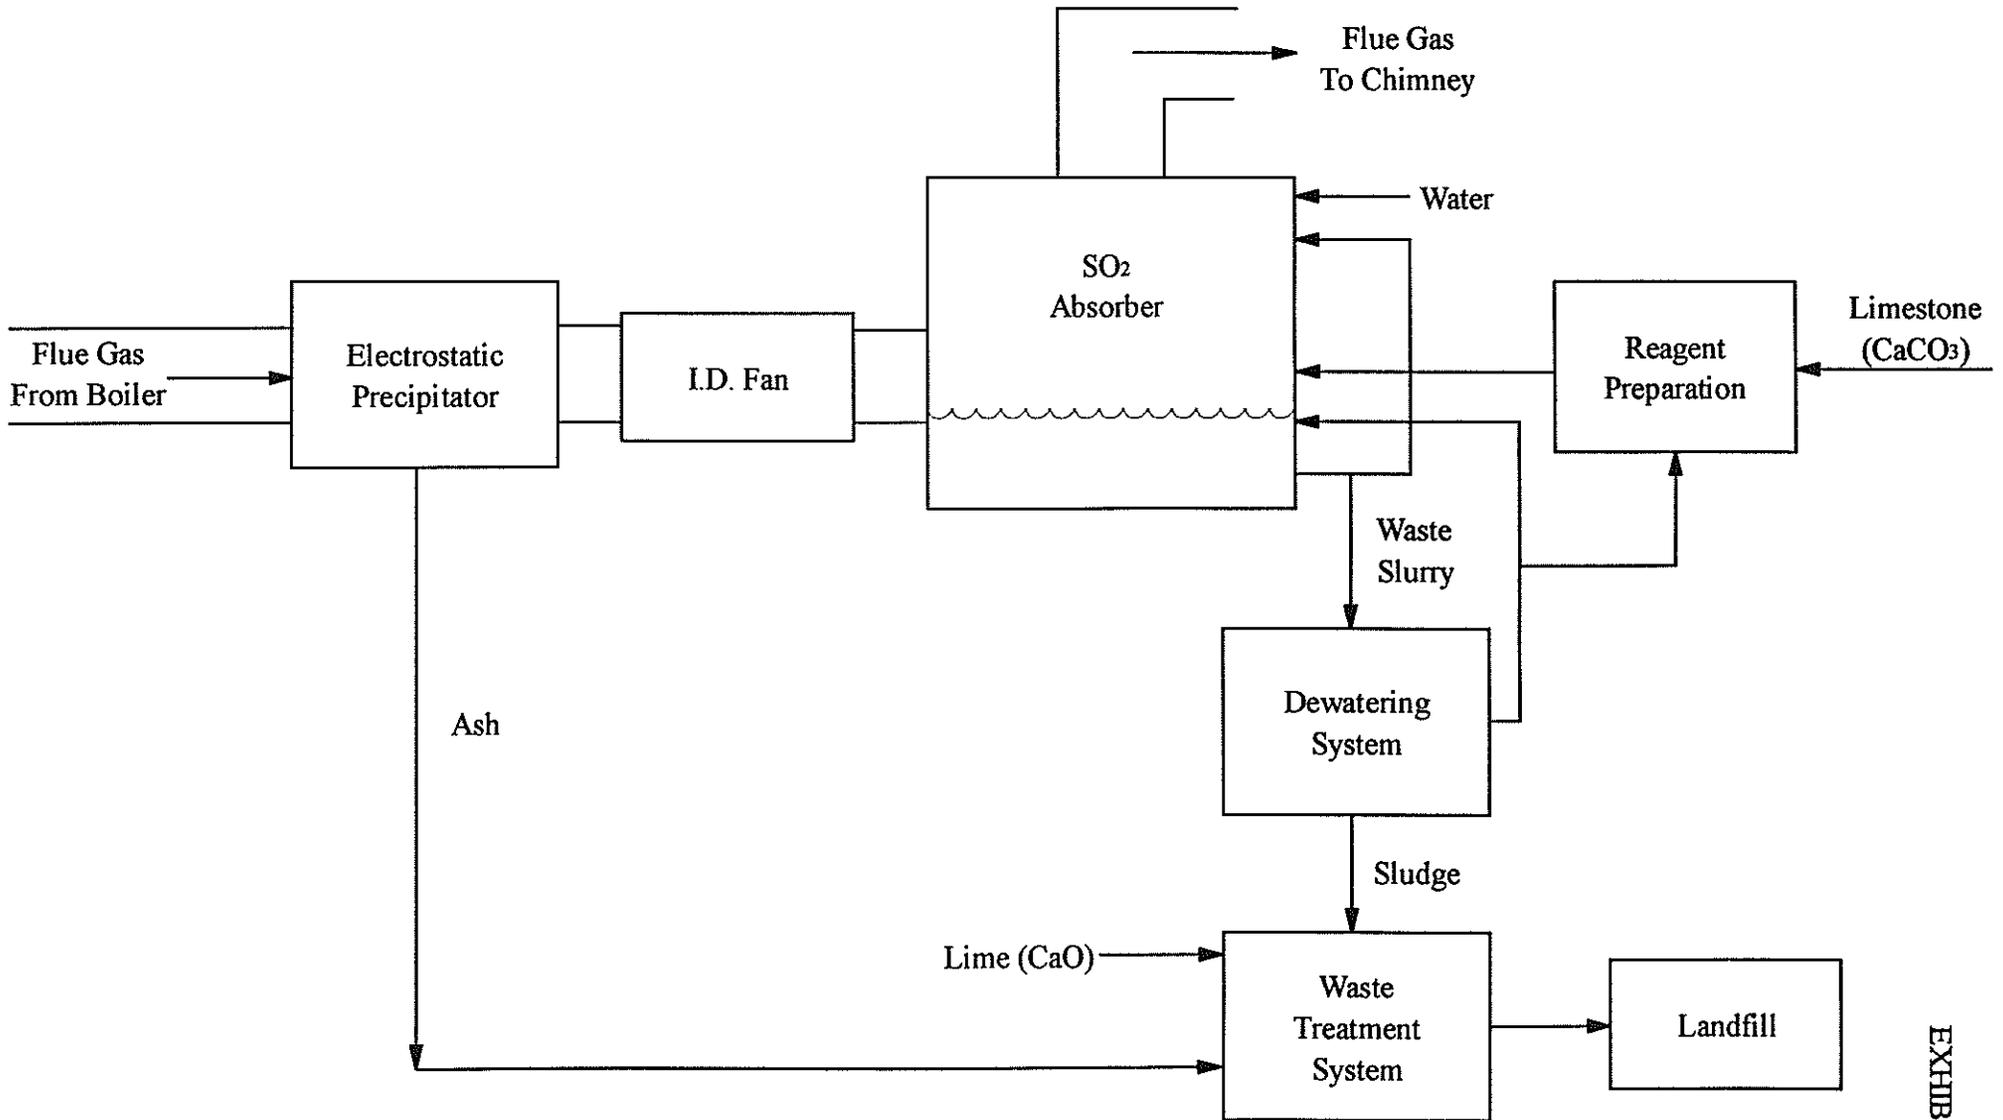 Flue Gas
To Chimney
Water
SO₂
Absorber
Limestone
(CaCO₃)
Reagent
Preparation
Flue Gas
From Boiler
Electrostatic
Precipitator
I.D. Fan
Waste
Slurry
Dewatering
System
Ash
Sludge
Lime (CaO)
Waste
Treatment
System
Landfill
EXHIB